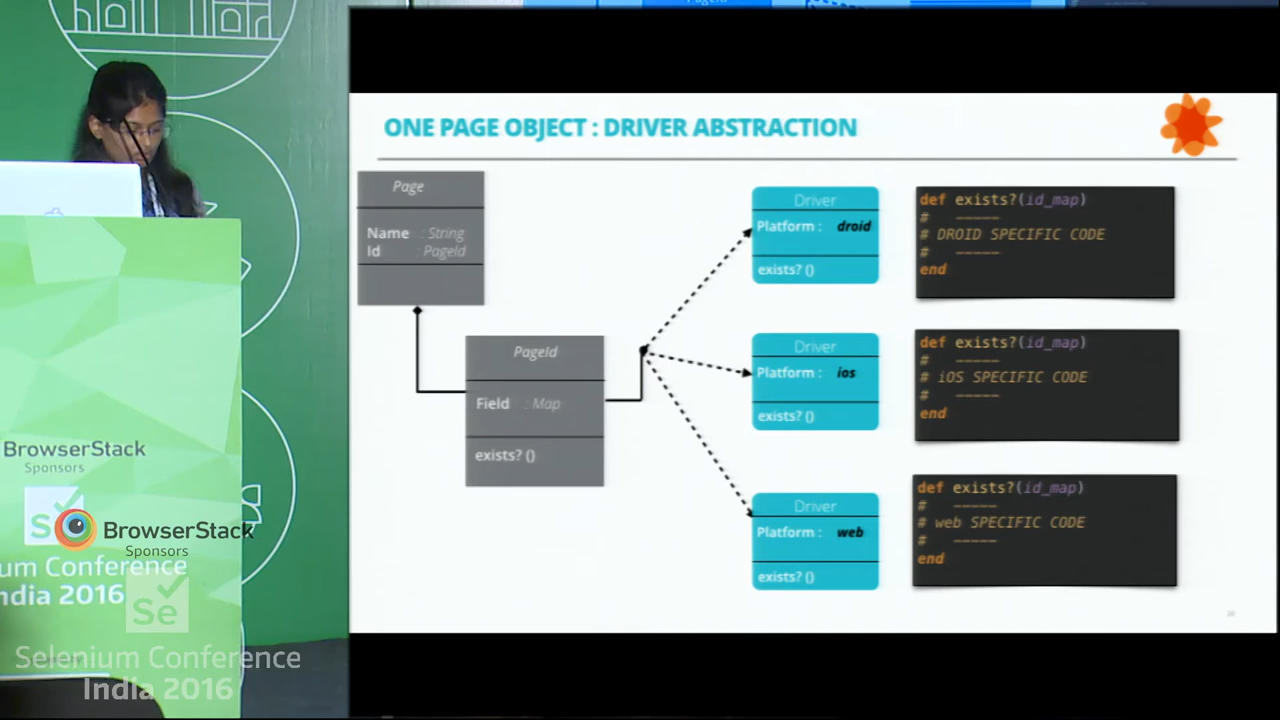 PageId
ONE PAGE OBJECT : DRIVER ABSTRACTION
Page
Name : String
Id : PageId
PageId
Field : Map
exists? ()
Driver
Platform : droid
exists? ()
def exists?(id_map)
# -----
# DROID SPECIFIC CODE
# -----
end
Driver
Platform : ios
exists? ()
def exists?(id_map)
# -----
# iOS SPECIFIC CODE
# -----
end
Driver
Platform : web
exists? ()
def exists?(id_map)
# -----
# web SPECIFIC CODE
# -----
end
BrowserStack
Sponsors
Se
um Conference
ndia 2016
BrowserStack
Sponsors
Se
Selenium Conference
India 2016